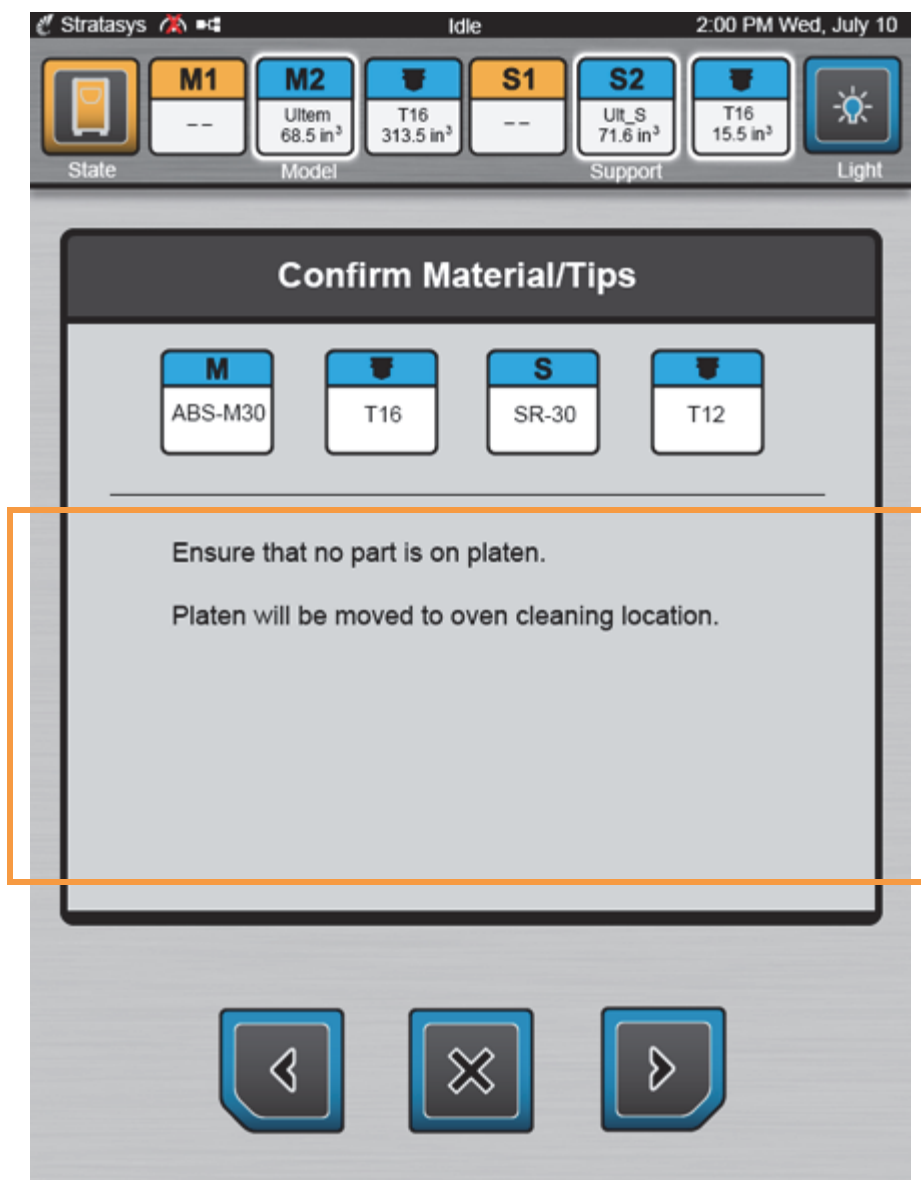 Stratasys Idle 2:00 PM Wed, July 10
M1 M2 S1 S2
-- Ultem T16 -- Ult_S T16
68.5 in³ 313.5 in³ 71.6 in³ 15.5 in³
State Model Support Light
Confirm Material/Tips
M S
ABS-M30 T16 SR-30 T12
Ensure that no part is on platen.
Platen will be moved to oven cleaning location.